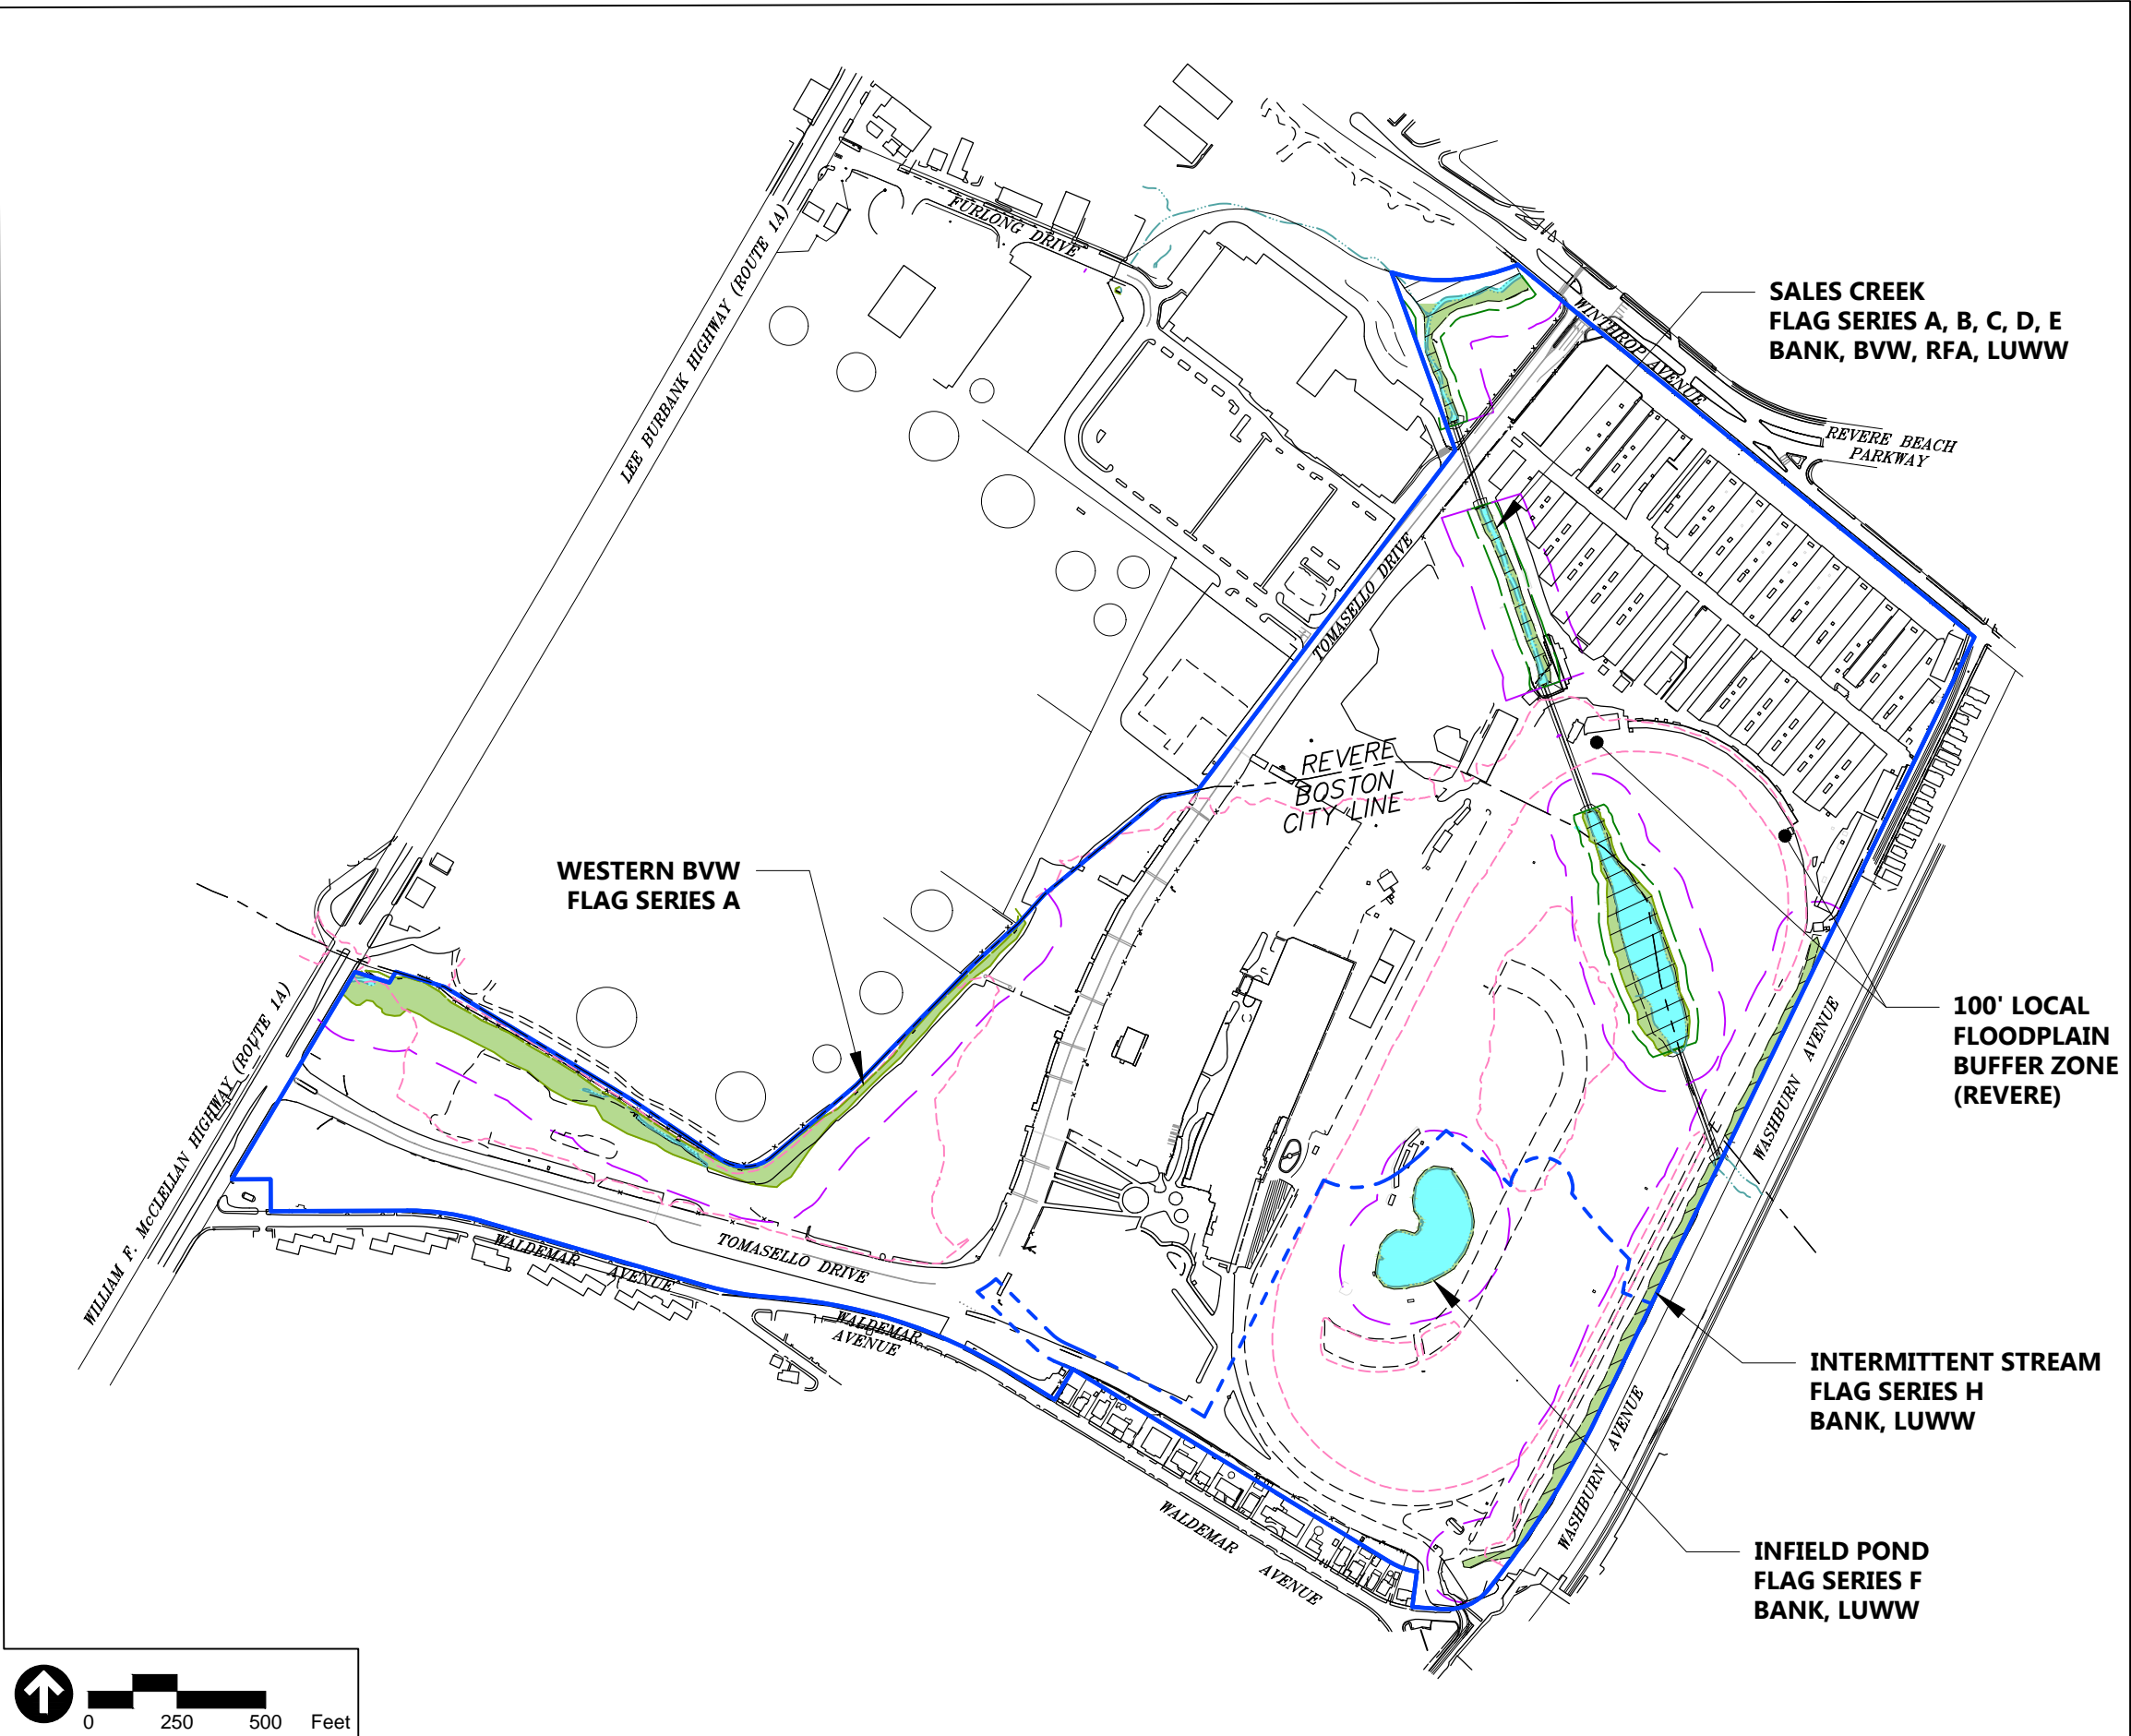 FURLONG DRIVE
LEE BURBANK HIGHWAY (ROUTE 1A)
SALES CREEK
FLAG SERIES A, B, C, D, E
BANK, BVW, RFA, LUWW
WINTHROP AVENUE
REVERE BEACH
PARKWAY
TOMASELLO DRIVE
REVERE
BOSTON
CITY LINE
WESTERN BVW
FLAG SERIES A
100' LOCAL
FLOODPLAIN
BUFFER ZONE
(REVERE)
WASHBURN AVENUE
WILLIAM F. McCLELLAN HIGHWAY (ROUTE 1A)
WALDEMAR AVENUE
TOMASELLO DRIVE
WALDEMAR
AVENUE
INTERMITTENT STREAM
FLAG SERIES H
BANK, LUWW
WASHBURN AVENUE
WALDEMAR AVENUE
INFIELD POND
FLAG SERIES F
BANK, LUWW
0 250 500 Feet